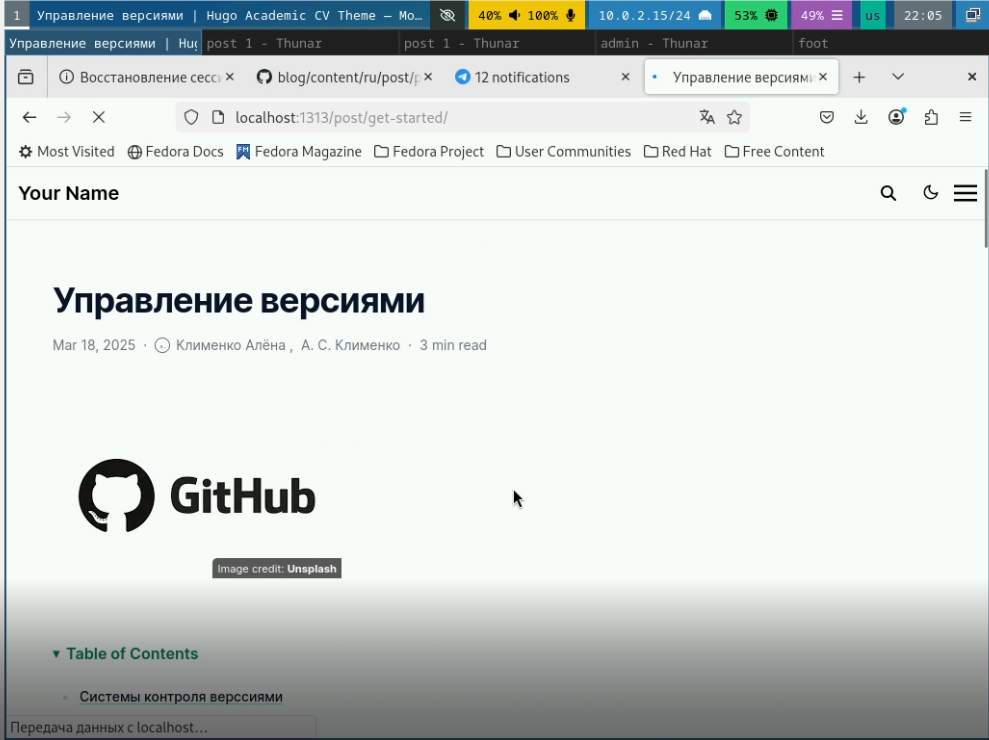 1 Управление версиями | Hugo Academic CV Theme — Mo… 40% 100% 10.0.2.15/24 53% 49% us 22:05
Управление версиями | Hug post 1 - Thunar post 1 - Thunar admin - Thunar foot
Восстановление сесси blog/content/ru/post/p 12 notifications Управление версиями
localhost:1313/post/get-started/
Most Visited Fedora Docs Fedora Magazine Fedora Project User Communities Red Hat Free Content
Your Name
Управление версиями
Mar 18, 2025 · Клименко Алёна , А. С. Клименко · 3 min read
GitHub
Image credit: Unsplash
Table of Contents
Системы контроля верссиями
Передача данных с localhost…